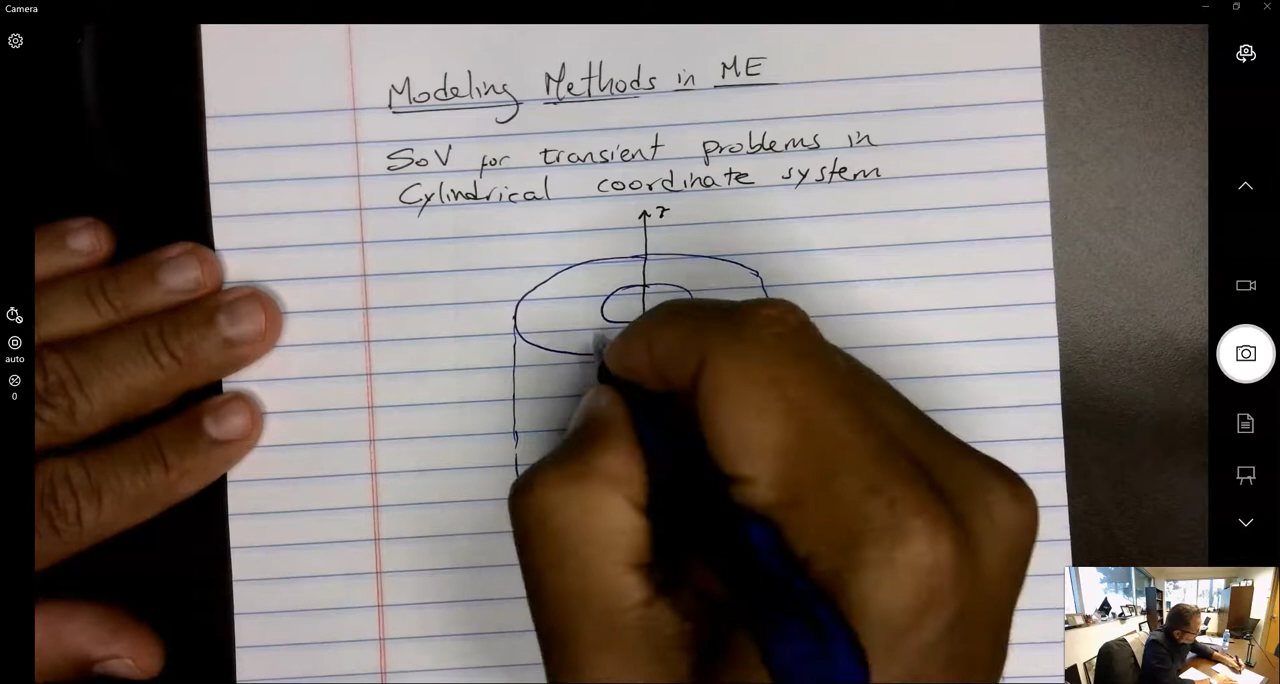 Camera
Modeling Methods in ME
SoV for transient problems in
Cylindrical coordinate system
r
auto
0